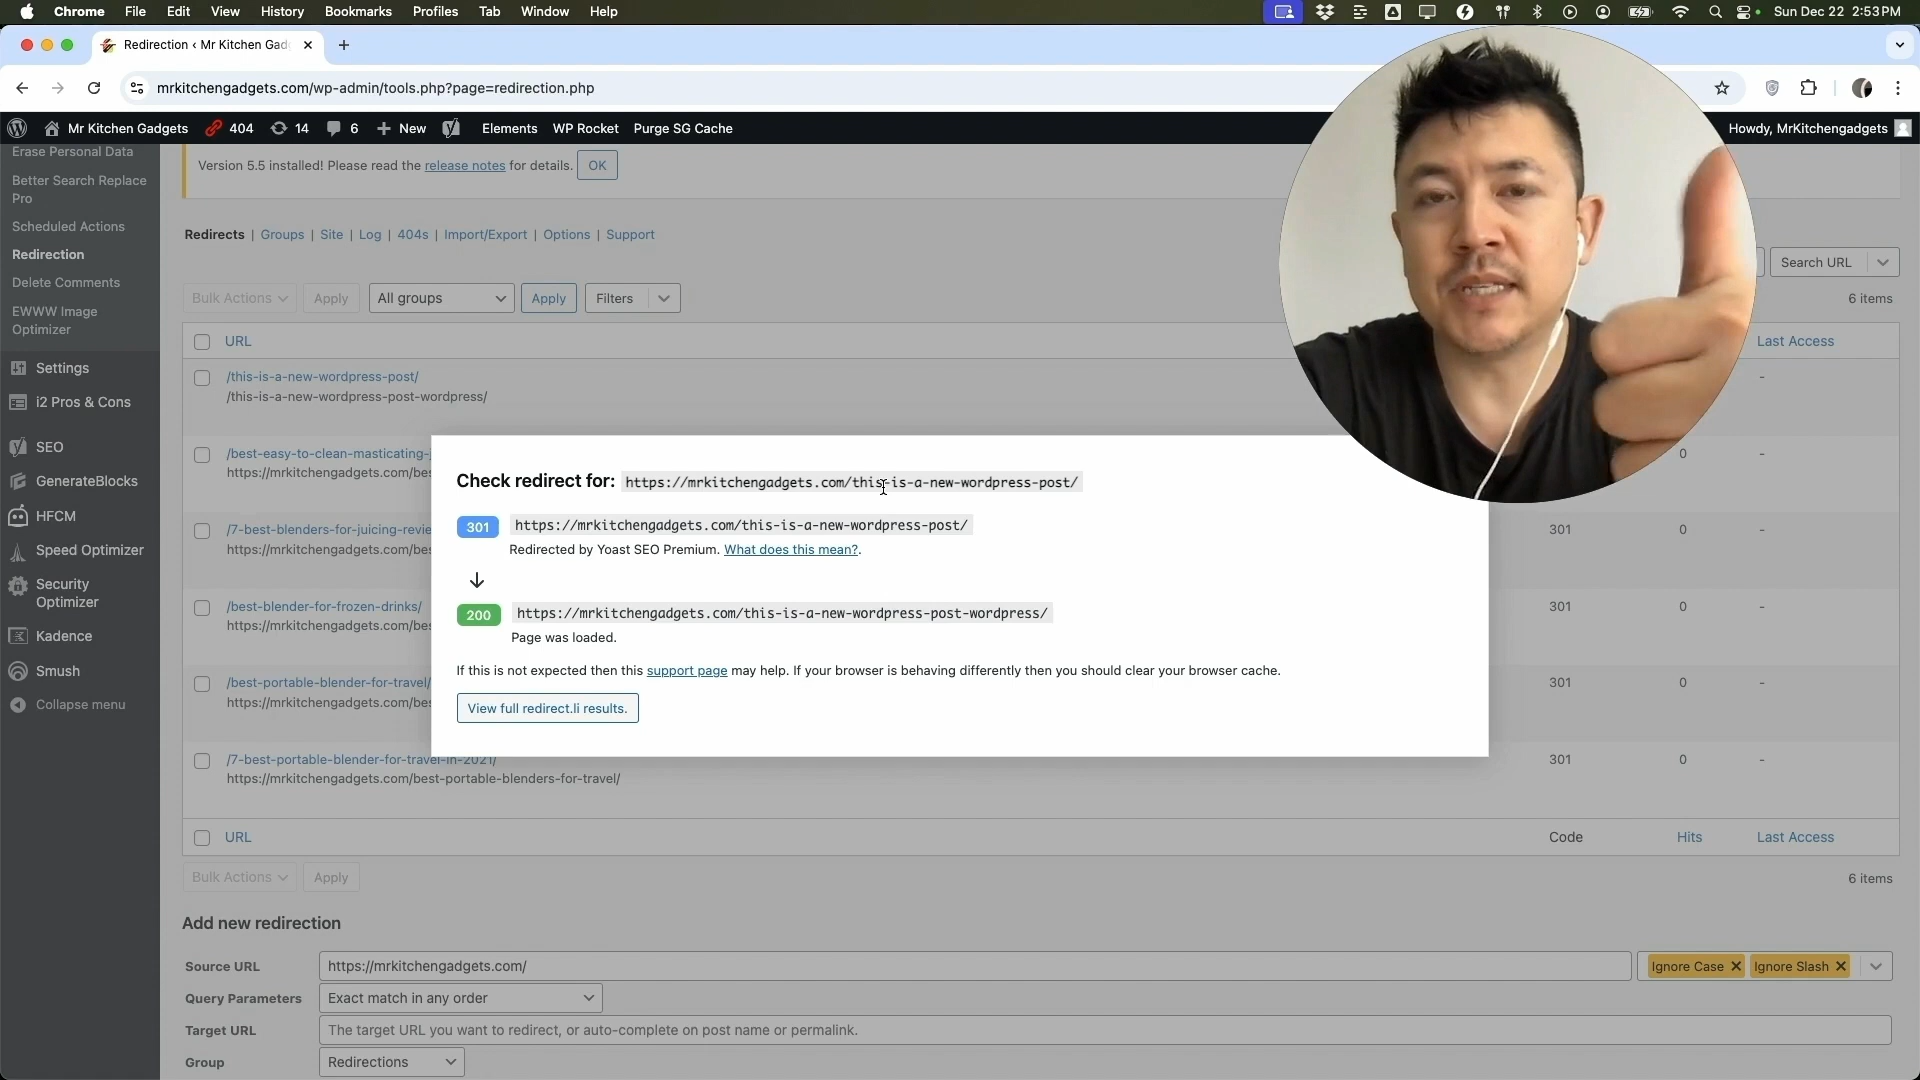 Chrome File Edit View History Bookmarks Profiles Tab Window Help Sun Dec 22 2:53 PM
Redirection ‹ Mr Kitchen Gad
mrkitchengadgets.com/wp-admin/tools.php?page=redirection.php
Mr Kitchen Gadgets 404 14 6 New Elements WP Rocket Purge SG Cache Howdy, MrKitchengadgets
Erase Personal Data
Better Search Replace
Pro
Scheduled Actions
Redirection
Delete Comments
EWWW Image
Optimizer
Settings
i2 Pros & Cons
SEO
GenerateBlocks
HFCM
Speed Optimizer
Security
Optimizer
Kadence
Smush
Collapse menu
Version 5.5 installed! Please read the release notes for details. OK
Redirects | Groups | Site | Log | 404s | Import/Export | Options | Support
Search URL
Bulk Actions Apply All groups Apply Filters 6 items
URL Last Access
/this-is-a-new-wordpress-post/ -
/this-is-a-new-wordpress-post-wordpress/
/best-easy-to-clean-masticating- 0 -
https://mrkitchengadgets.com/bes
/7-best-blenders-for-juicing-revie 301 0 -
https://mrkitchengadgets.com/bes
/best-blender-for-frozen-drinks/ 301 0 -
https://mrkitchengadgets.com/bes
/best-portable-blender-for-travel/ 301 0 -
https://mrkitchengadgets.com/bes
/7-best-portable-blender-for-travel-in-2021/ 301 0 -
https://mrkitchengadgets.com/best-portable-blenders-for-travel/
URL Code Hits Last Access
Bulk Actions Apply 6 items
Check redirect for: https://mrkitchengadgets.com/this-is-a-new-wordpress-post/
301 https://mrkitchengadgets.com/this-is-a-new-wordpress-post/
Redirected by Yoast SEO Premium. What does this mean?.
200 https://mrkitchengadgets.com/this-is-a-new-wordpress-post-wordpress/
Page was loaded.
If this is not expected then this support page may help. If your browser is behaving differently then you should clear your browser cache.
View full redirect.li results.
Add new redirection
Source URL https://mrkitchengadgets.com/ Ignore Case Ignore Slash
Query Parameters Exact match in any order
Target URL The target URL you want to redirect, or auto-complete on post name or permalink.
Group Redirections